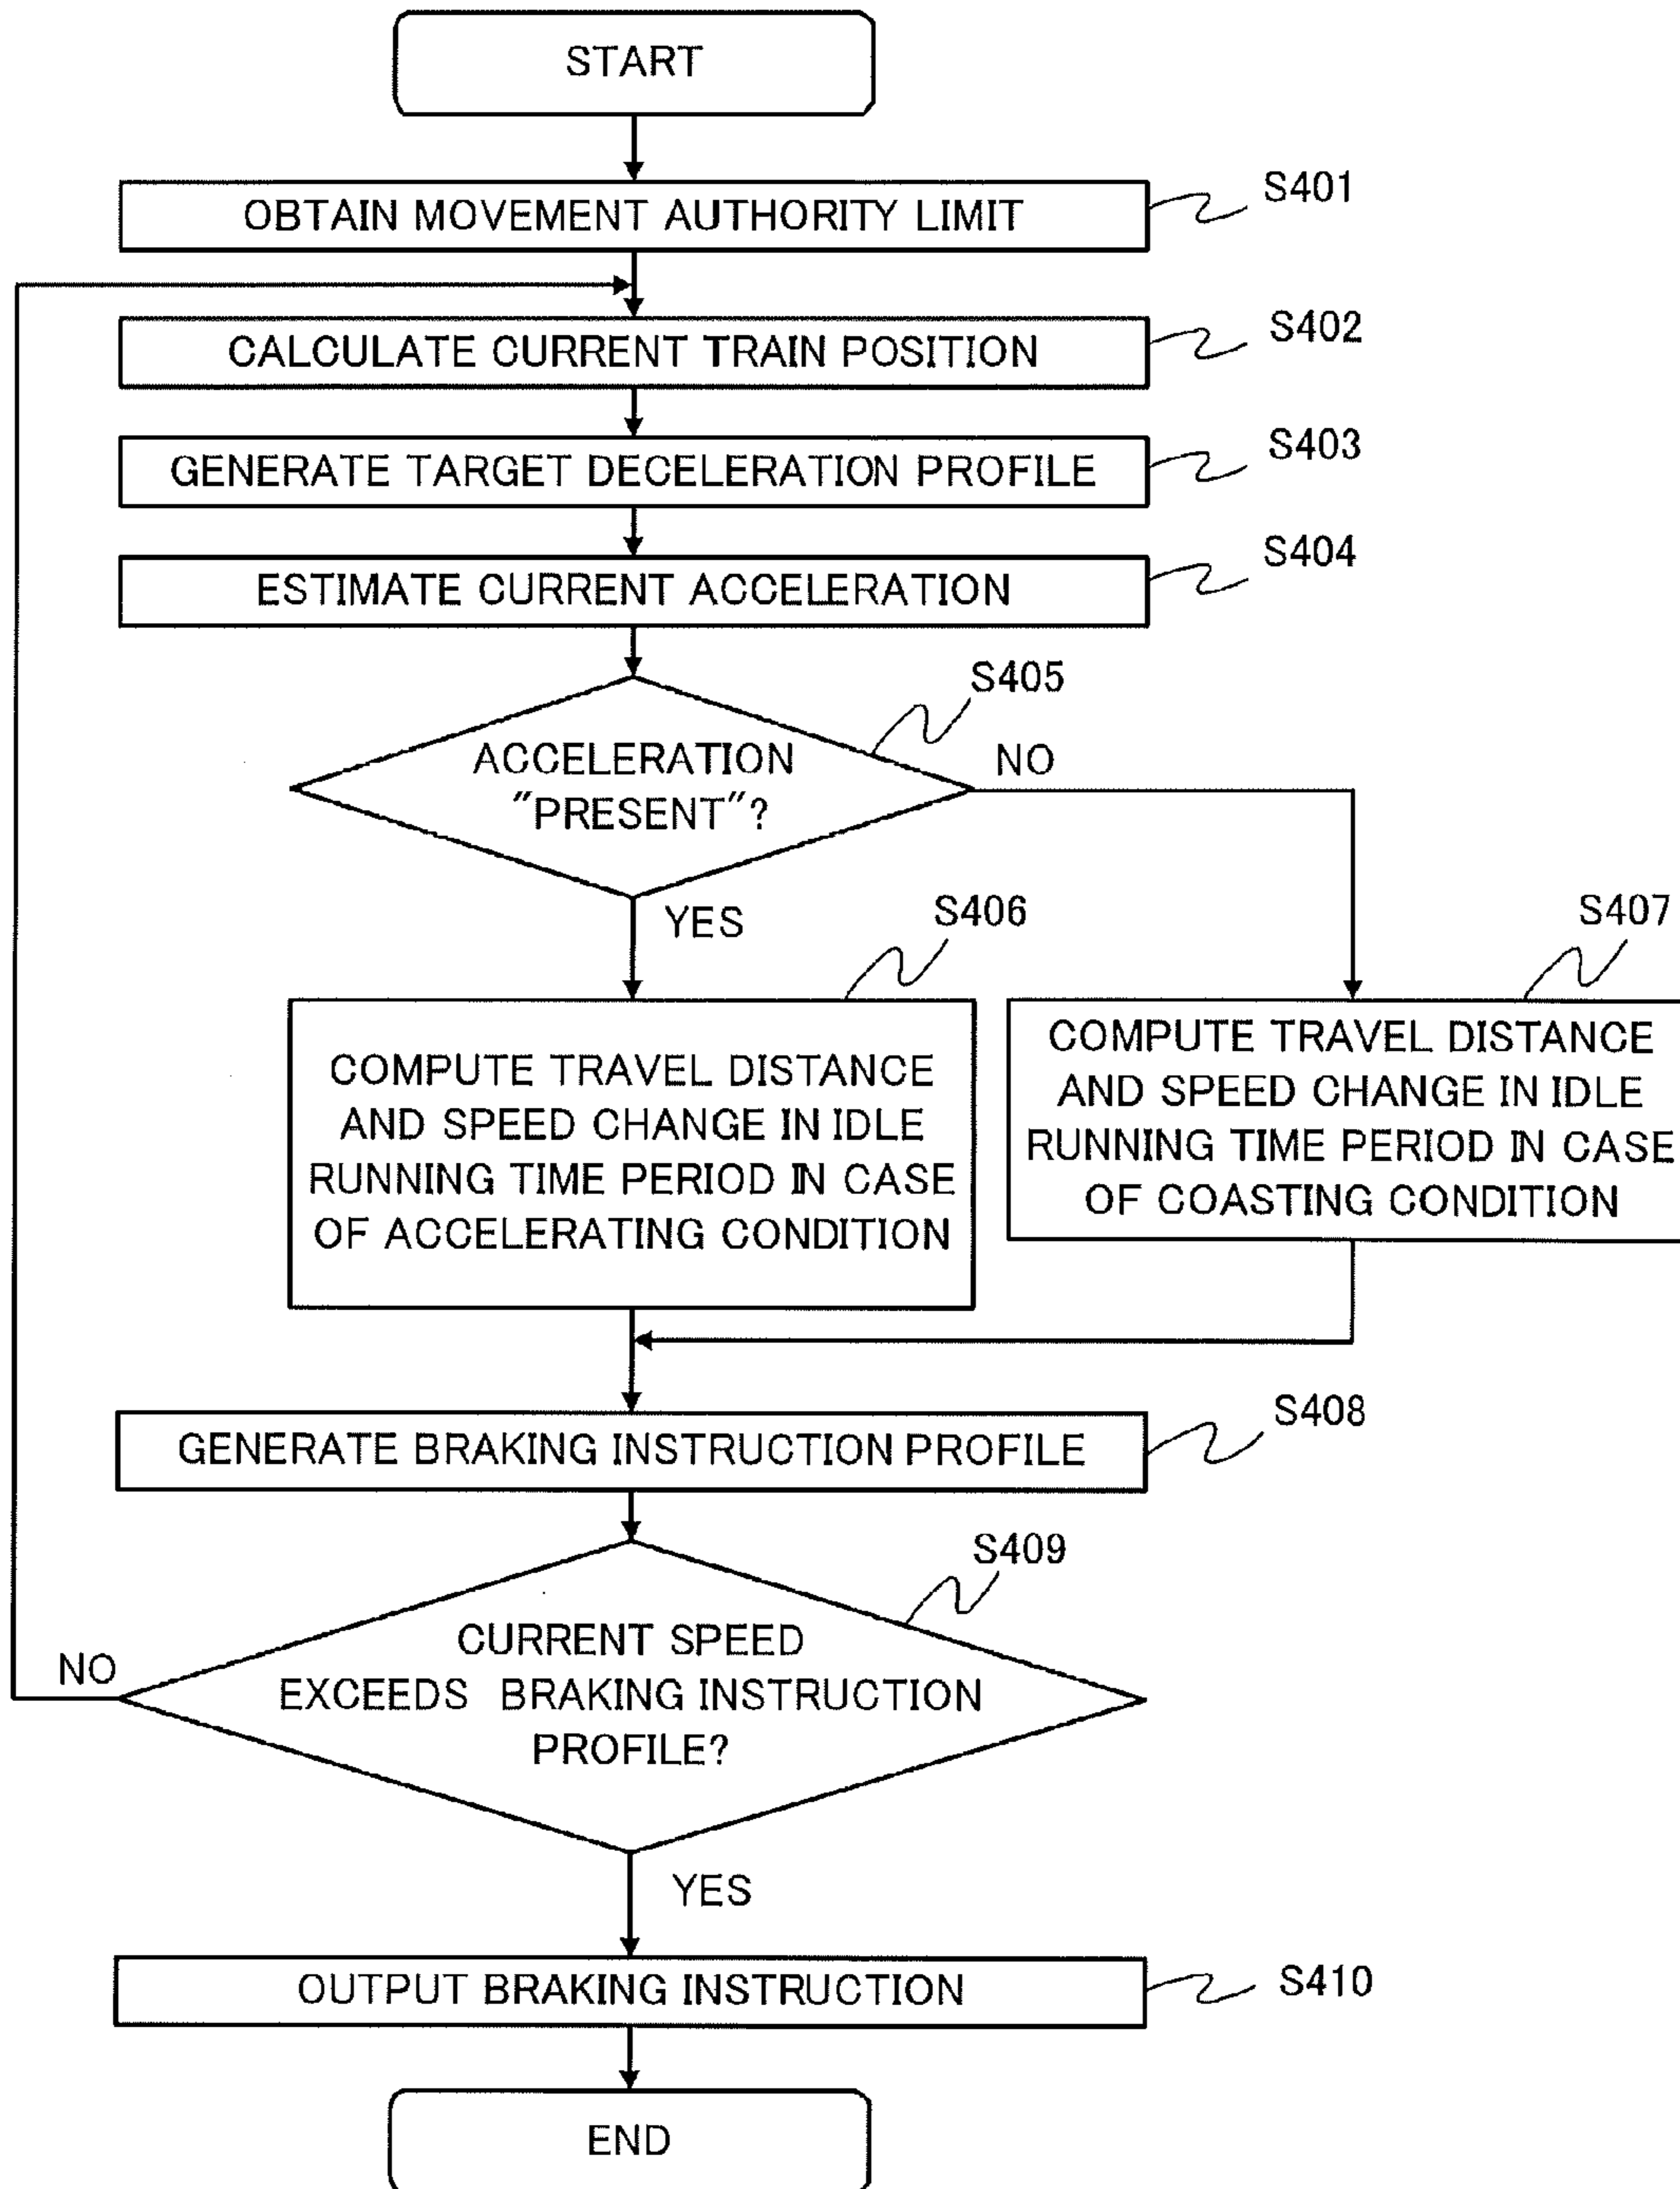 START
OBTAIN MOVEMENT AUTHORITY LIMIT
S401
CALCULATE CURRENT TRAIN POSITION
S402
GENERATE TARGET DECELERATION PROFILE
S403
ESTIMATE CURRENT ACCELERATION
S404
S405
ACCELERATION
"PRESENT"?
NO
YES
S406
S407
COMPUTE TRAVEL DISTANCE
AND SPEED CHANGE IN IDLE
RUNNING TIME PERIOD IN CASE
OF ACCELERATING CONDITION
COMPUTE TRAVEL DISTANCE
AND SPEED CHANGE IN IDLE
RUNNING TIME PERIOD IN CASE
OF COASTING CONDITION
GENERATE BRAKING INSTRUCTION PROFILE
S408
S409
CURRENT SPEED
EXCEEDS BRAKING INSTRUCTION
PROFILE?
NO
YES
OUTPUT BRAKING INSTRUCTION
S410
END